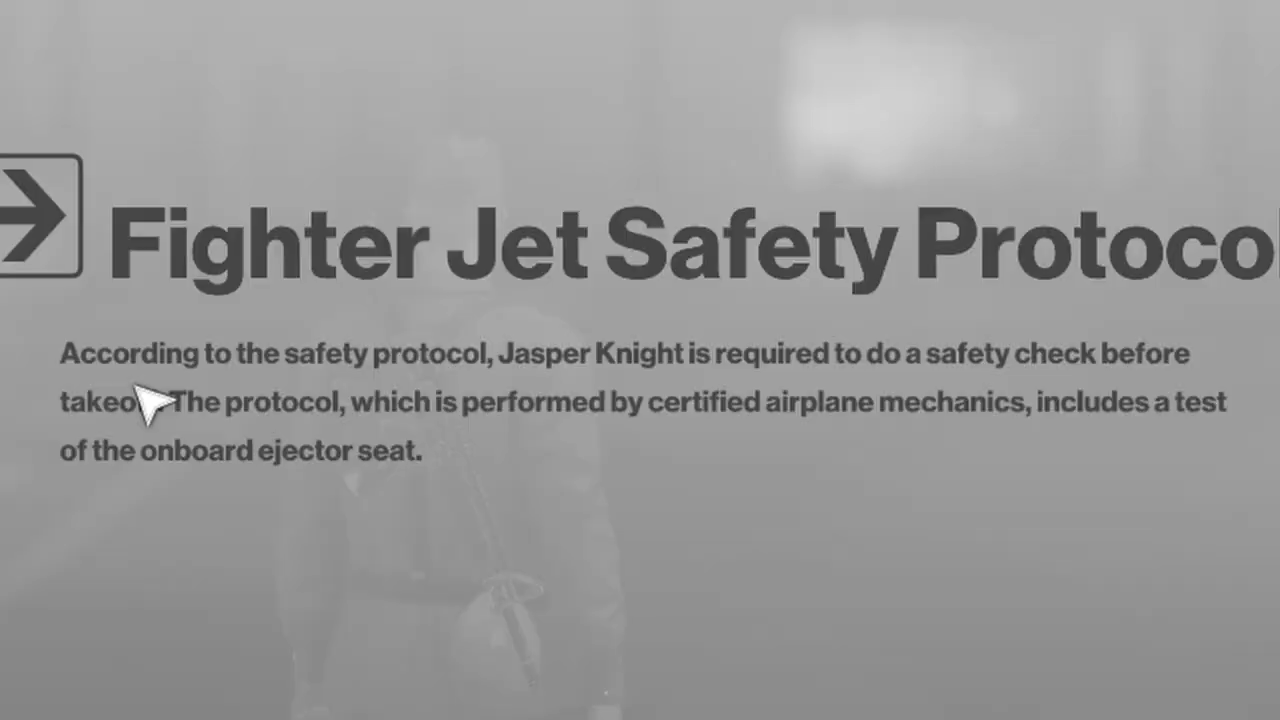 Fighter Jet Safety Protoco
According to the safety protocol, Jasper Knight is required to do a safety check before
The protocol, which is performed by certified airplane mechanics, includes a test
of the onboard ejector seat.